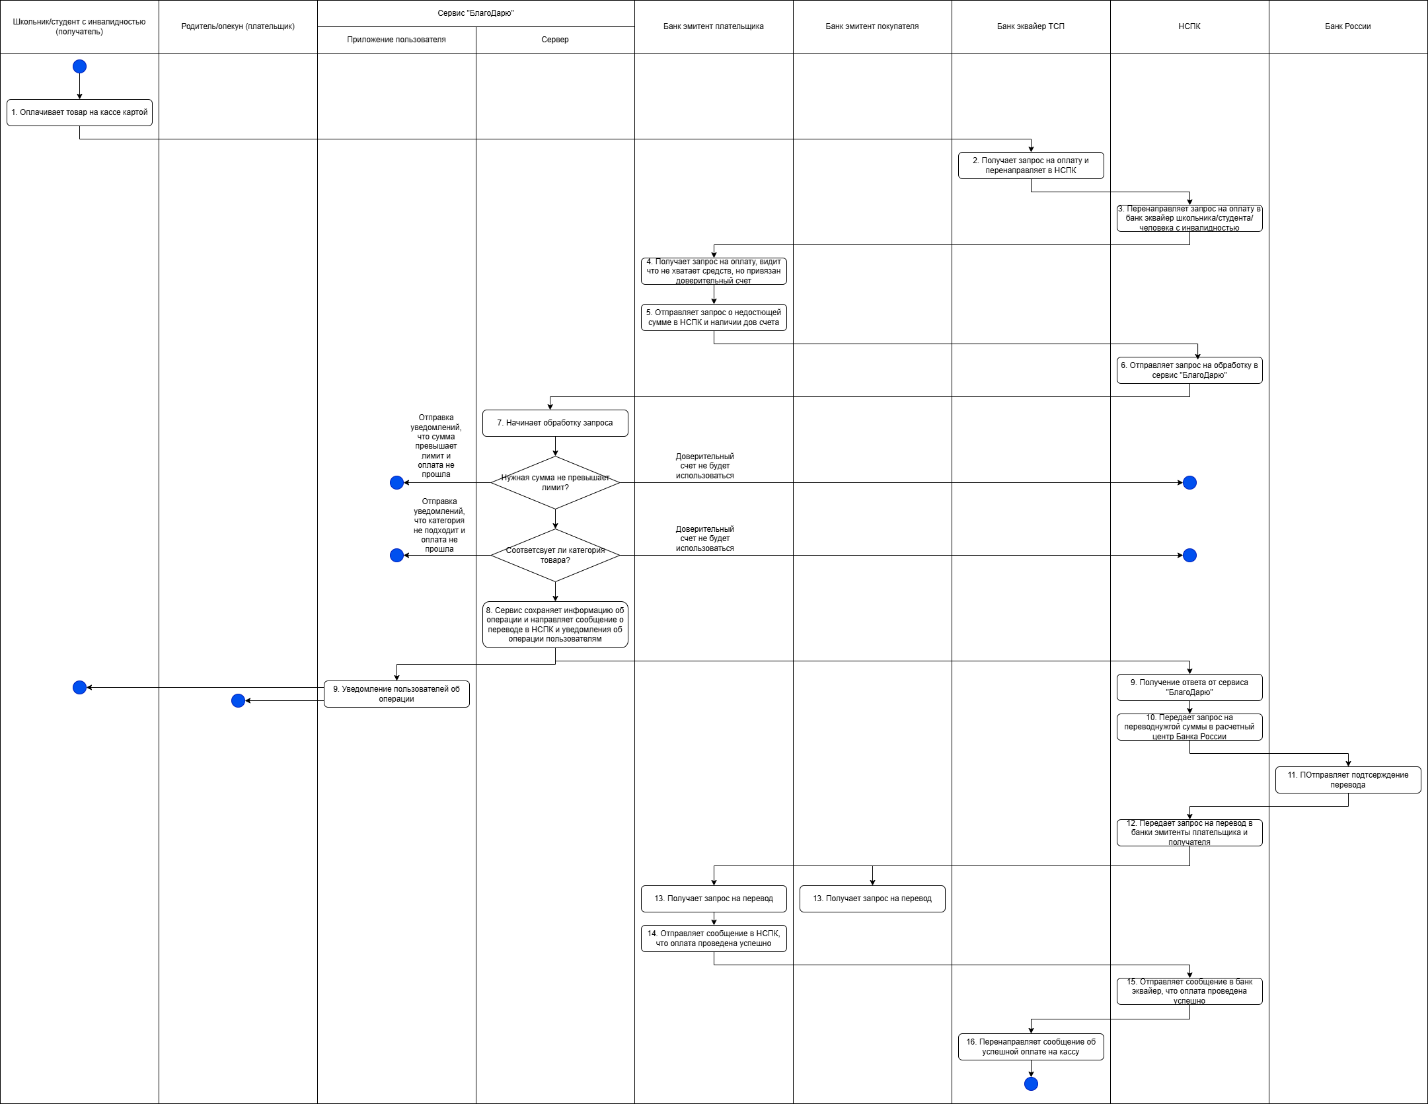 Школьник/студент с инвалидностью
(получатель)
Родитель/опекун (плательщик)
Сервис "БлагоДарю"
Приложение пользователя
Сервер
Банк эмитент плательщика
Банк эмитент покупателя
Банк эквайер ТСП
НСПК
Банк России
1. Оплачивает товар на кассе картой
2. Получает запрос на оплату и
перенаправляет в НСПК
3. Перенаправляет запрос на оплату в
банк эквайер школьника/студента/
человека с инвалидностью
4. Получает запрос на оплату, видит
что не хватает средств, но привязан
доверительный счет
5. Отправляет запрос о недостющей
сумме в НСПК и наличии дов счета
6. Отправляет запрос на обработку в
сервис "БлагоДарю"
7. Начинает обработку запроса
Отправка
уведомлений,
что сумма
превышает
лимит и
оплата не
прошла
Нужная сумма не превышает
лимит?
Доверительный
счет не будет
использоваться
Отправка
уведомлений,
что категория
не подходит и
оплата не
прошла
Соответсвует ли категория
товара?
Доверительный
счет не будет
использоваться
8. Сервис сохраняет информацию об
операции и направляет сообщение о
переводе в НСПК и уведомления об
операции пользователям
9. Уведомление пользователей об
операции
9. Получение ответа от сервиса
"БлагоДарю"
10. Передает запрос на
переводнужтой суммы в расчетный
центр Банка России
11. ПОтправляет подтсерждение
перевода
12. Передает запрос на перевод в
банки эмитенты плательщика и
получателя
13. Получает запрос на перевод
13. Получает запрос на перевод
14. Отправляет сообщение в НСПК,
что оплата проведена успешно
15. Отправляет сообщение в банк
эквайер, что оплата проведена
успешно
16. Перенаправляет сообщение об
успешной оплате на кассу